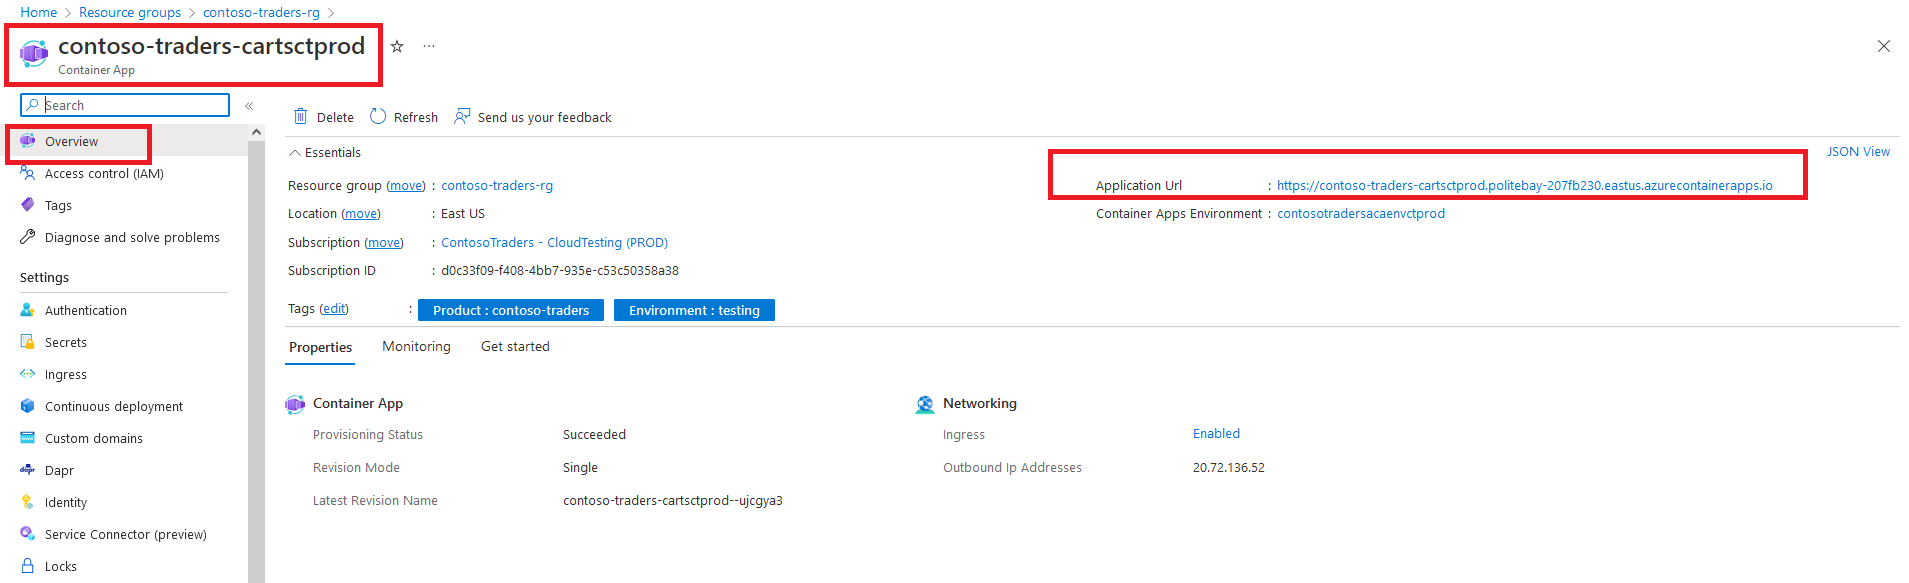 Home > Resource groups > contoso-traders-rg >
contoso-traders-cartsctprod ☆ ...
Container App
Search «
Overview
Access control (IAM)
Tags
Diagnose and solve problems
Settings
Authentication
Secrets
Ingress
Continuous deployment
Custom domains
Dapr
Identity
Service Connector (preview)
Locks
Delete Refresh Send us your feedback
Essentials JSON View
Resource group (move) : contoso-traders-rg
Location (move) : East US
Subscription (move) : ContosoTraders - CloudTesting (PROD)
Subscription ID : d0c33f09-f408-4bb7-935e-c53c50358a38
Application Url : https://contoso-traders-cartsctprod.politebay-207fb230.eastus.azurecontainerapps.io
Container Apps Environment : contosotradersacaenvctprod
Tags (edit) : Product : contoso-traders Environment : testing
Properties Monitoring Get started
Container App
Provisioning Status Succeeded
Revision Mode Single
Latest Revision Name contoso-traders-cartsctprod--ujcgya3
Networking
Ingress Enabled
Outbound Ip Addresses 20.72.136.52